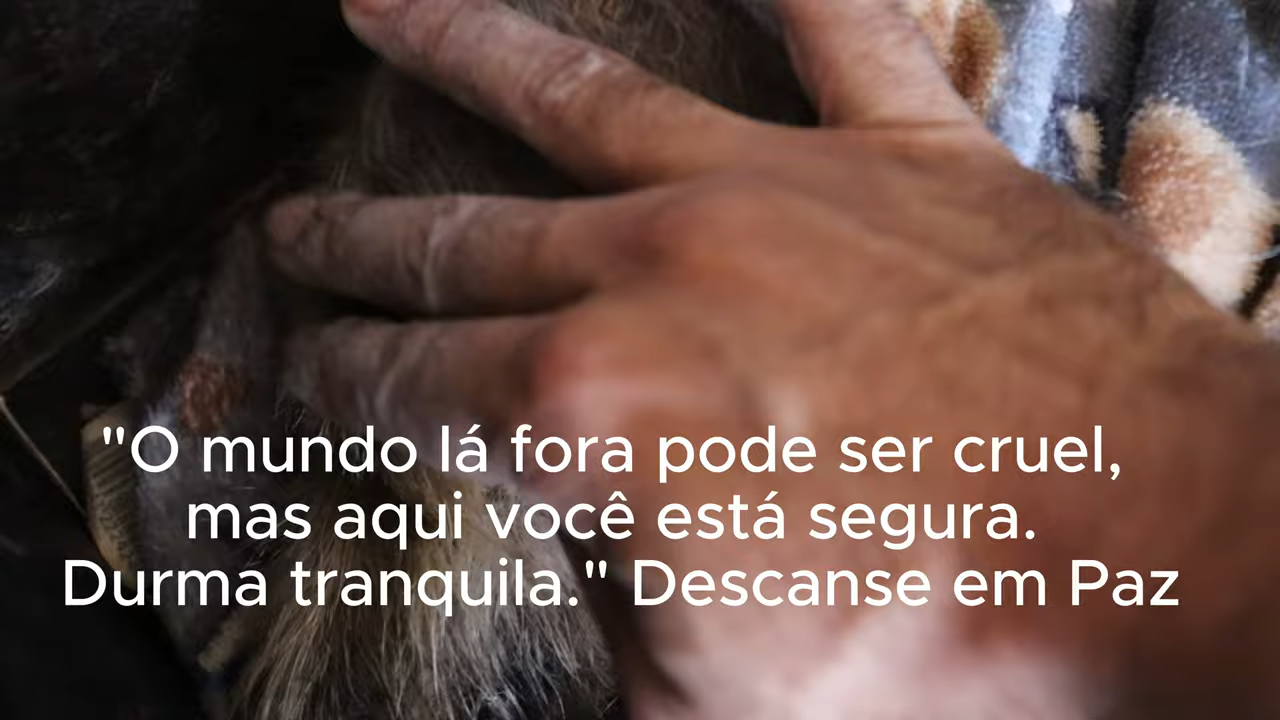 "O mundo lá fora pode ser cruel,
mas aqui você está segura.
Durma tranquila." Descanse em Paz